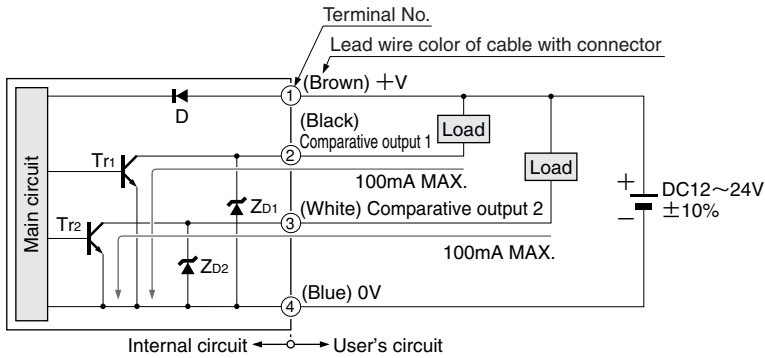 Terminal No.
Lead wire color of cable with connector
(Brown) +V
1
D
(Black)
Comparative output 1
Load
2
Tr1
Load
100mA MAX.
Main circuit
ZD1
+
DC12～24V
±10%
−
3
(White) Comparative output 2
Tr2
100mA MAX.
ZD2
(Blue) 0V
4
Internal circuit
User's circuit